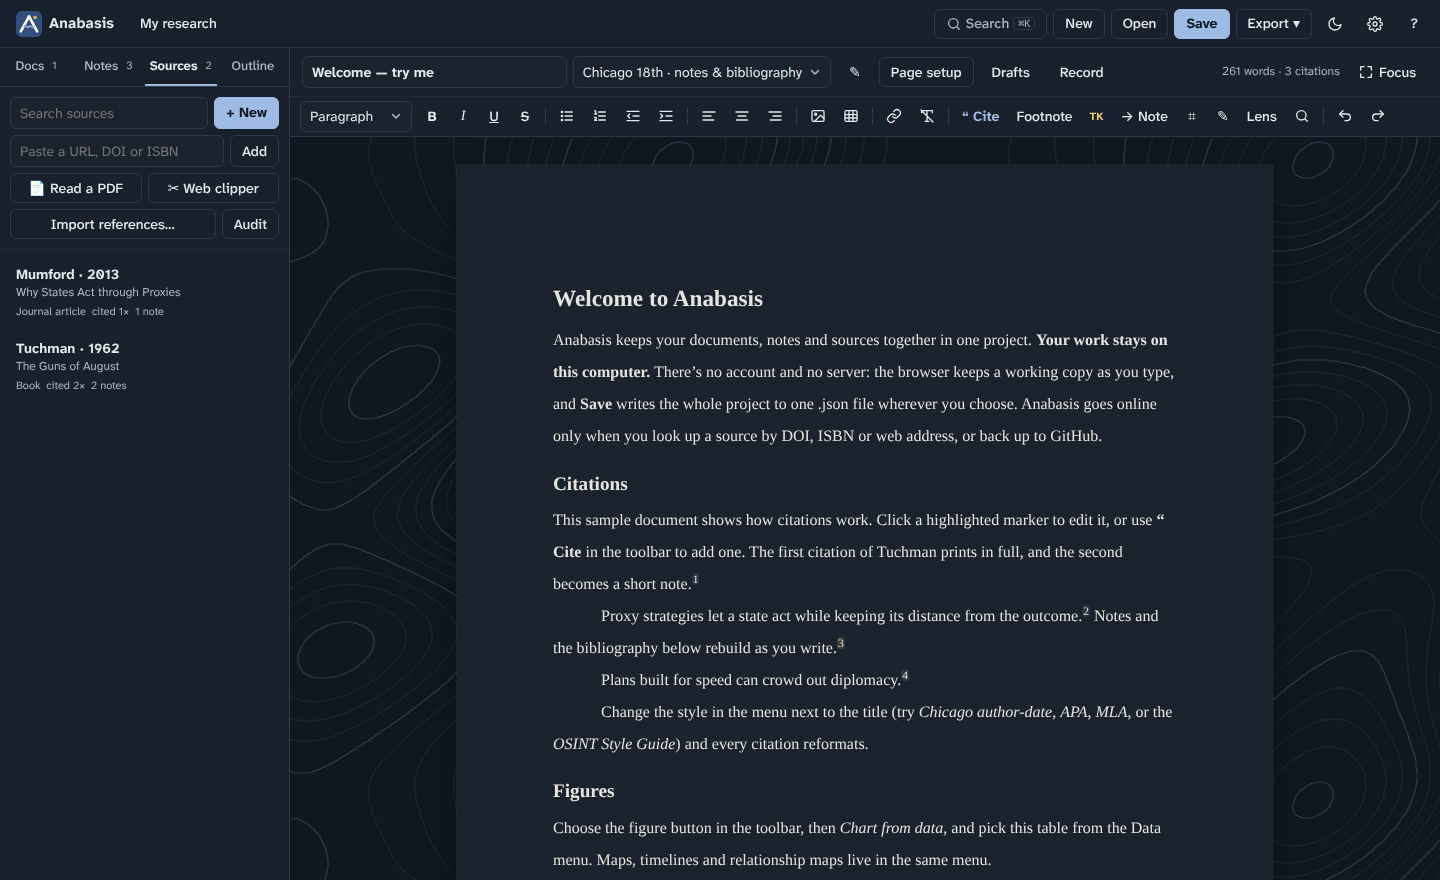 Anabasis
My research
Search ⌘K
New
Open
Save
Export ▾
?
Docs 1
Notes 3
Sources 2
Outline
Search sources
+ New
Paste a URL, DOI or ISBN
Add
Read a PDF
Web clipper
Import references...
Audit
Mumford · 2013
Why States Act through Proxies
Journal article cited 1× 1 note
Tuchman · 1962
The Guns of August
Book cited 2× 2 notes
Welcome — try me
Chicago 18th · notes & bibliography
Page setup
Drafts
Record
261 words · 3 citations
Focus
Paragraph
B
I
U
S
“ Cite
Footnote
TK
→ Note
⌗
Lens
Welcome to Anabasis
Anabasis keeps your documents, notes and sources together in one project. Your work stays on
this computer. There’s no account and no server: the browser keeps a working copy as you type,
and Save writes the whole project to one .json file wherever you choose. Anabasis goes online
only when you look up a source by DOI, ISBN or web address, or back up to GitHub.
Citations
This sample document shows how citations work. Click a highlighted marker to edit it, or use “
Cite in the toolbar to add one. The first citation of Tuchman prints in full, and the second
becomes a short note.1
Proxy strategies let a state act while keeping its distance from the outcome.2 Notes and
the bibliography below rebuild as you write.3
Plans built for speed can crowd out diplomacy.4
Change the style in the menu next to the title (try Chicago author-date, APA, MLA, or the
OSINT Style Guide) and every citation reformats.
Figures
Choose the figure button in the toolbar, then Chart from data, and pick this table from the Data
menu. Maps, timelines and relationship maps live in the same menu.